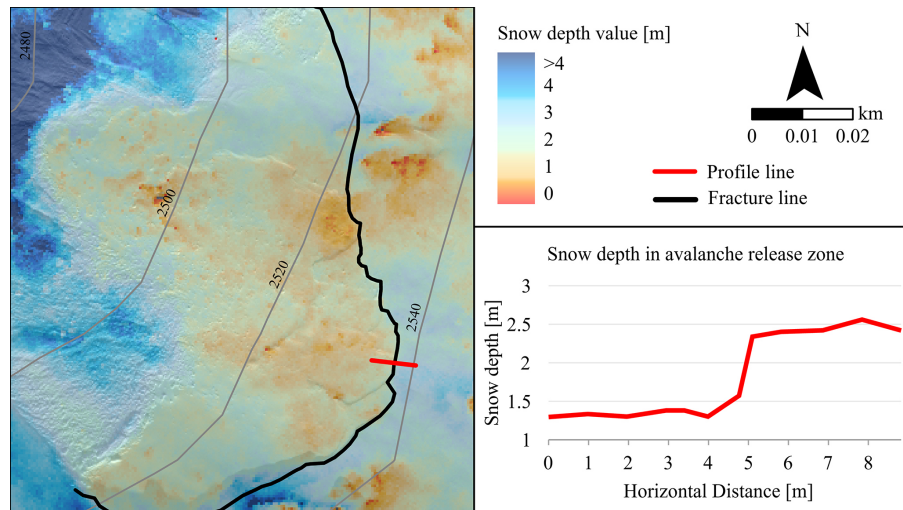 2480
2500
2520
2540
Snow depth value [m]
>4
4
3
2
1
0
N
km
0 0.01 0.02
Profile line
Fracture line
Snow depth in avalanche release zone
Snow depth [m]
3
2.5
2
1.5
1
0 1 2 3 4 5 6 7 8
Horizontal Distance [m]